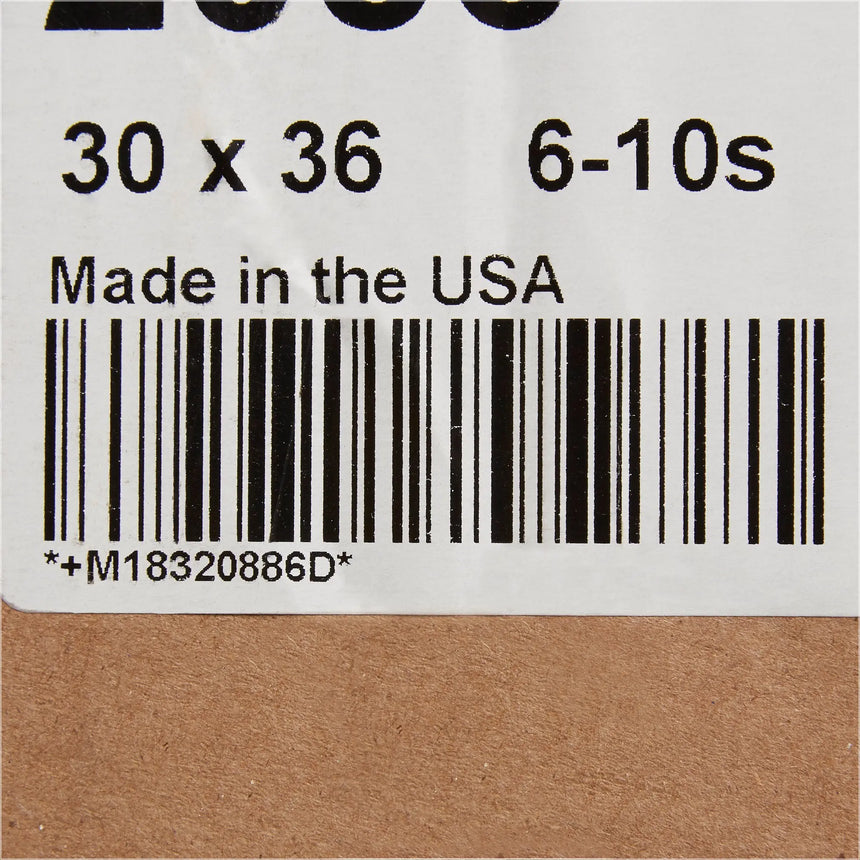 30 x 36 6-10s
Made in the USA
*+M18320886D*